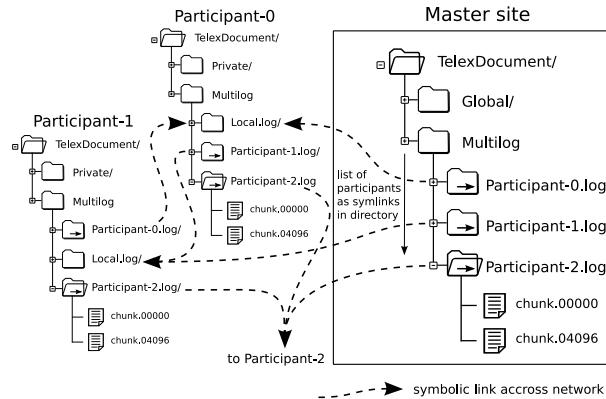 Participant-0
TelexDocument/
Private/
Multilog
Local.log/
Participant-1.log/
Participant-2.log/
chunk,00000
chunk,04096
Participant-1
TelexDocument/
Private/
Multilog
Participant-0.log/
Local.log/
Participant-2.log/
chunk.00000
chunk.04096
Master site
TelexDocument/
Global/
Multilog
list of
participants
as symlinks
in directory
Participant-0.log
Participant-1.log
Participant-2.log
chunk.00000
chunk.04096
to Participant-2
symbolic link accross network